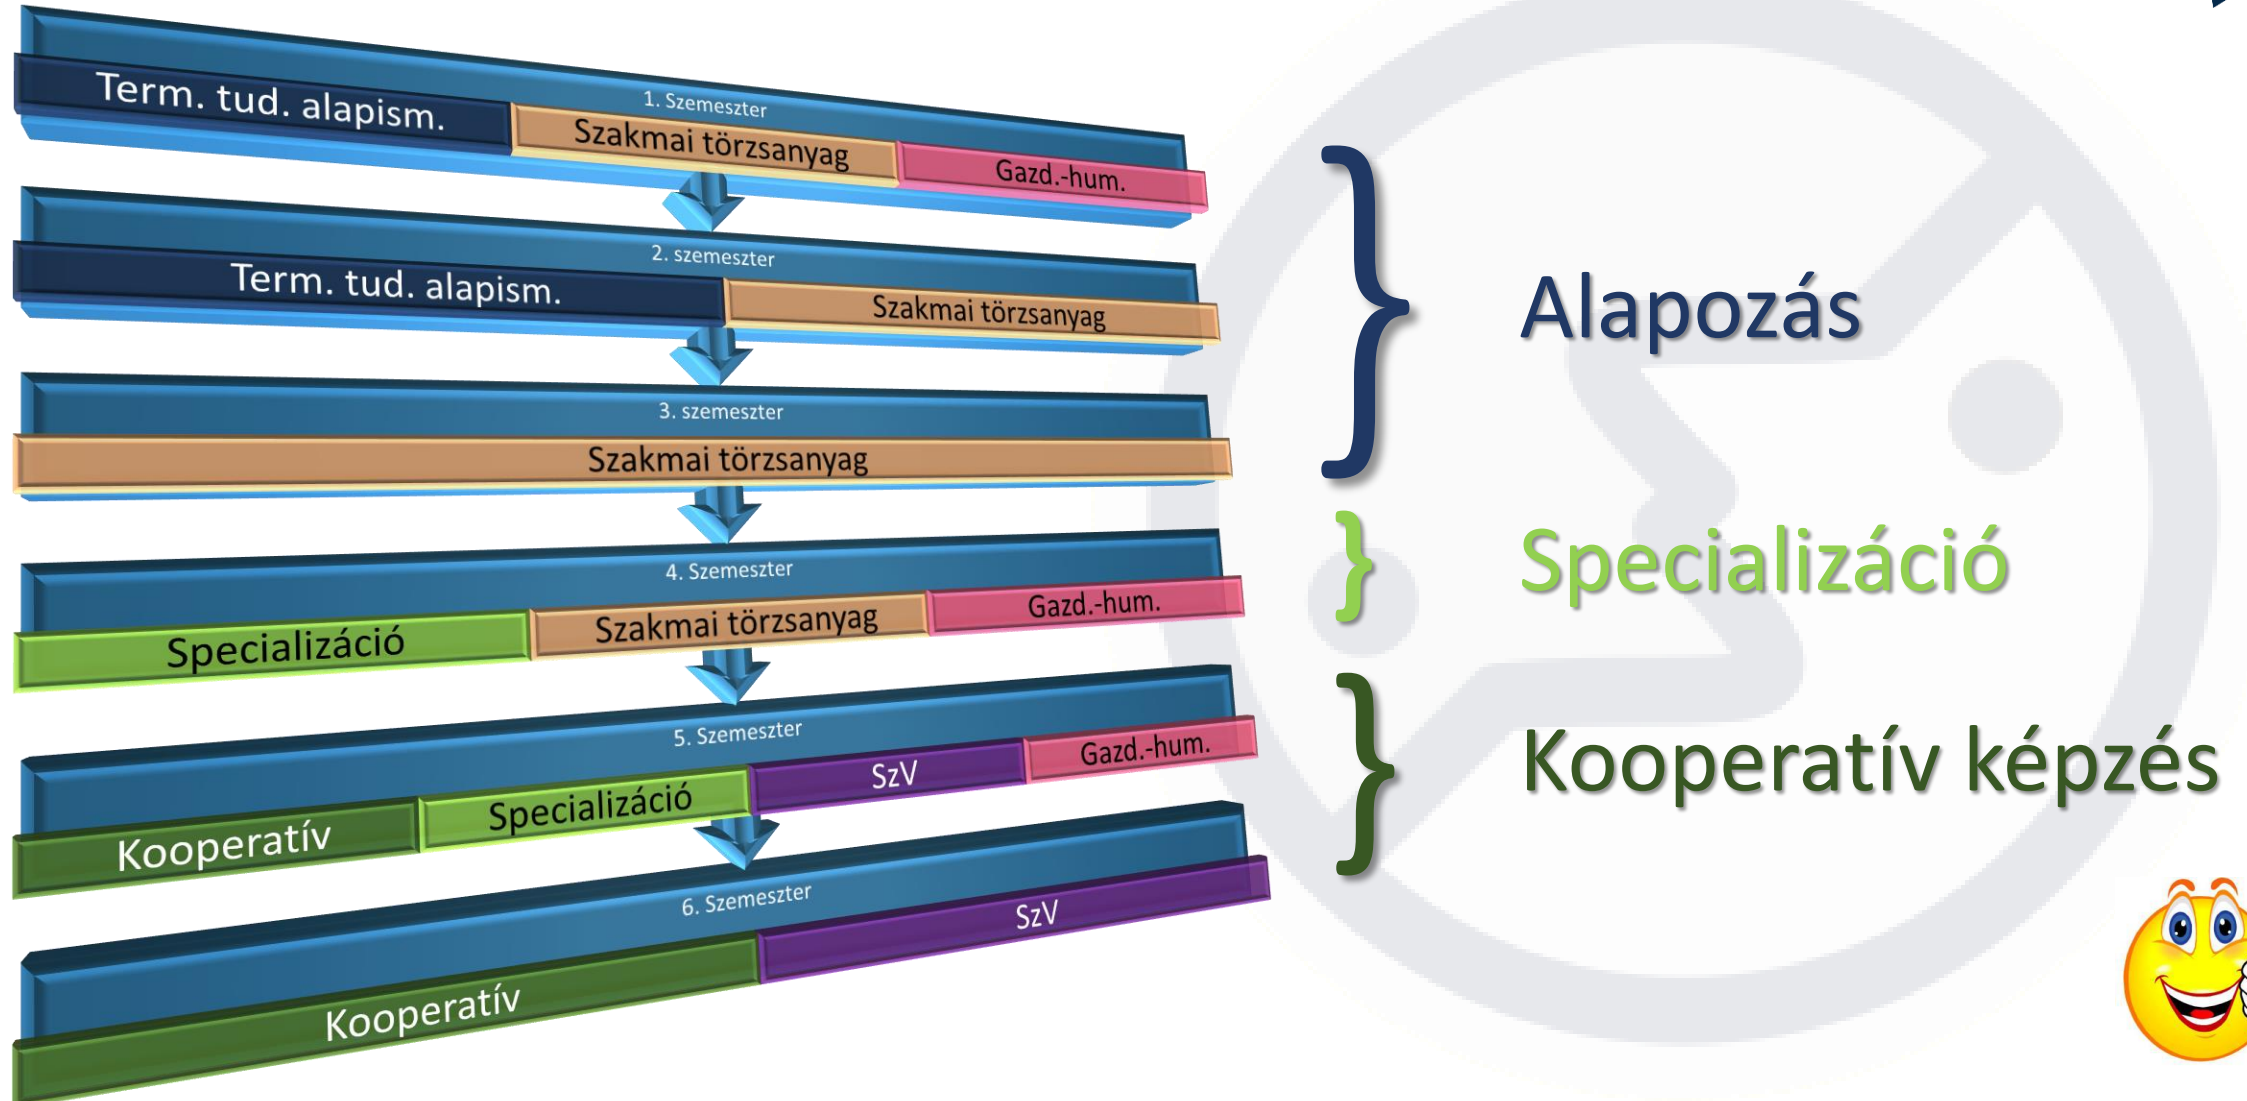 1. Szemeszter
Term. tud. alapism.
Szakmai törzsanyag
Gazd.-hum.
2. szemeszter
Term. tud. alapism.
Szakmai törzsanyag
3. szemeszter
Szakmai törzsanyag
4. Szemeszter
Specializáció
Szakmai törzsanyag
Gazd.-hum.
5. Szemeszter
Kooperatív
Specializáció
SzV
Gazd.-hum.
6. Szemeszter
Kooperatív
SzV
Alapozás
Specializáció
Kooperatív képzés